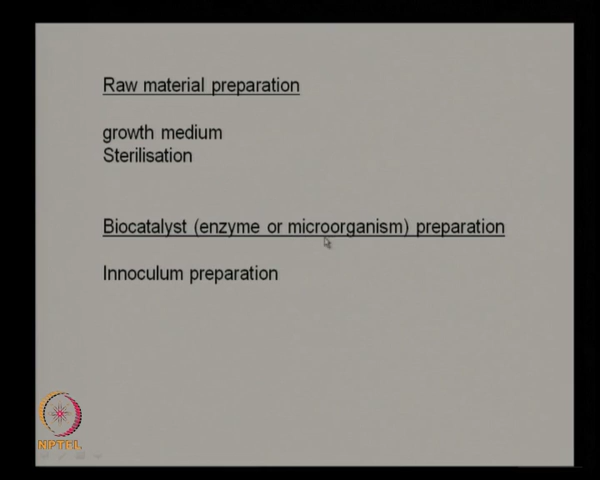 Raw material preparation
growth medium
Sterilisation
Biocatalyst (enzyme or microorganism) preparation
Innoculum preparation
NPTEL